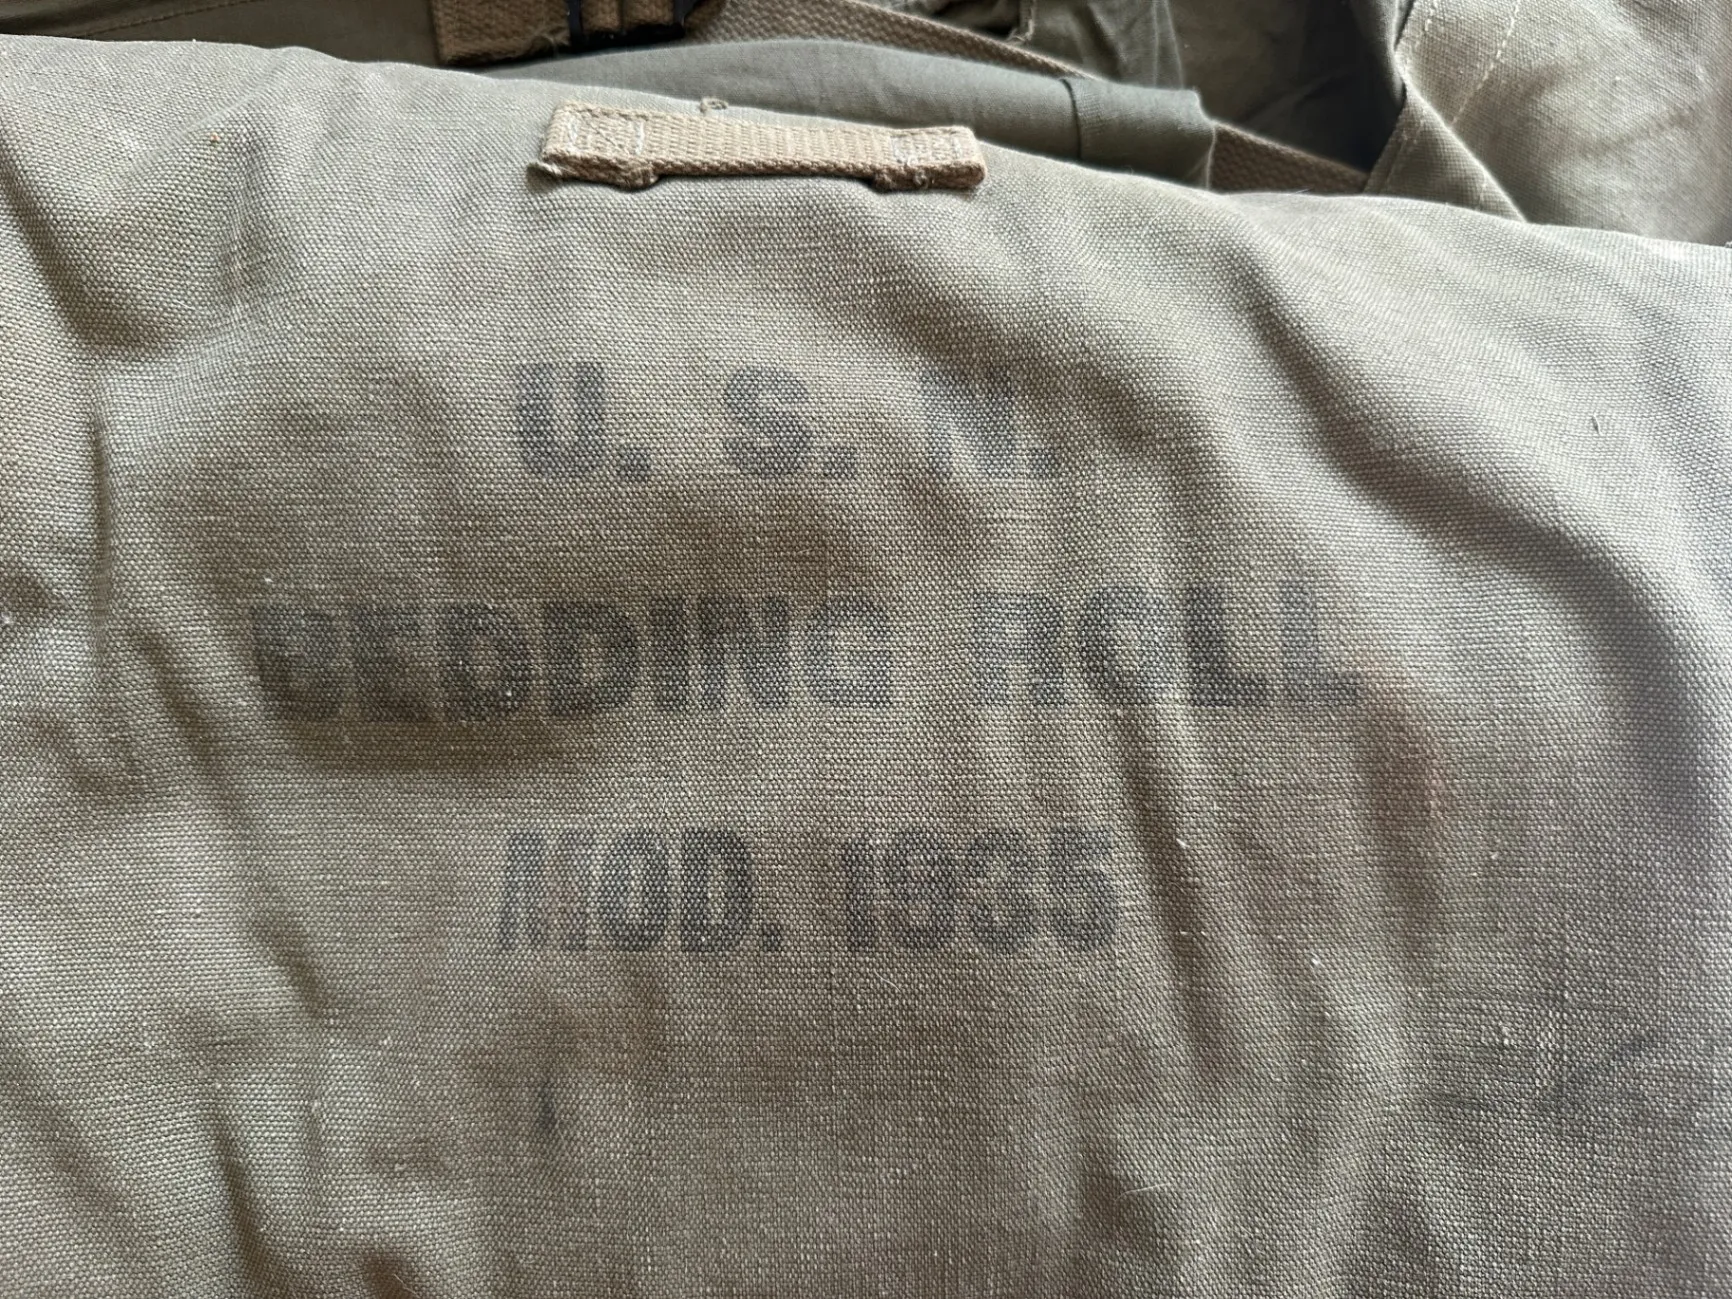 U. S. N.
BEDDING ROLL
MOD. 1935